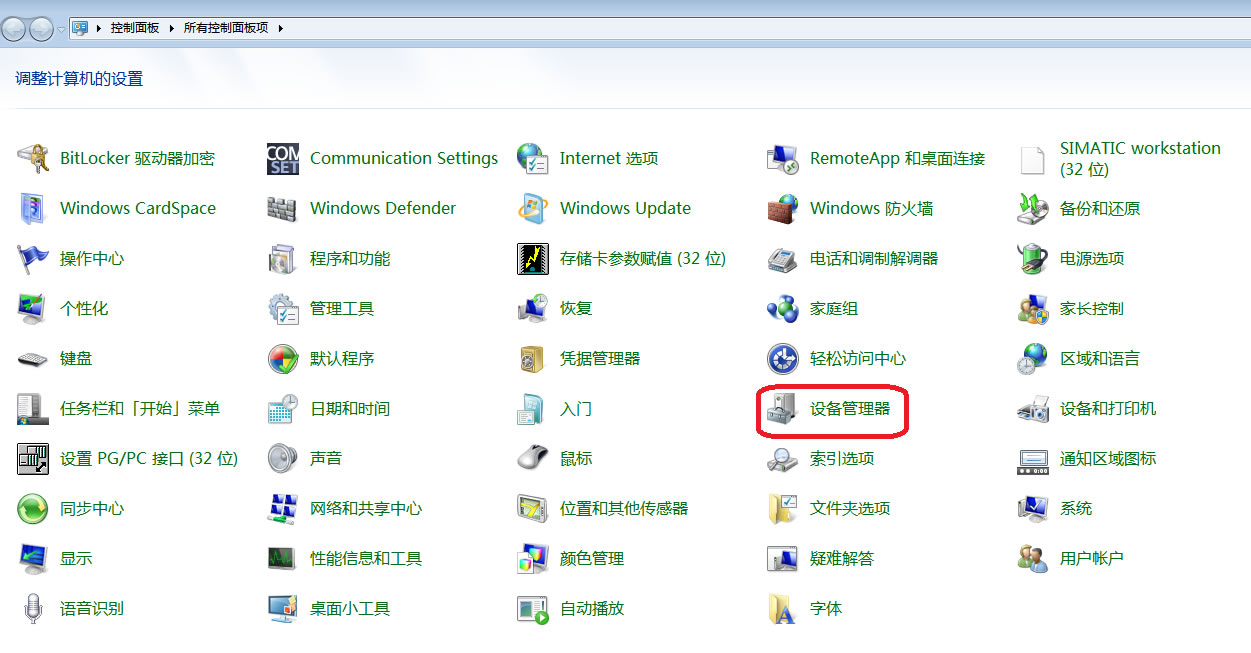 控制面板 所有控制面板项
调整计算机的设置
BitLocker 驱动器加密
COM SET
Communication Settings
Internet 选项
RemoteApp 和桌面连接
SIMATIC workstation
(32 位)
Windows CardSpace
Windows Defender
Windows Update
Windows 防火墙
备份和还原
操作中心
程序和功能
存储卡参数赋值 (32 位)
电话和调制解调器
电源选项
个性化
管理工具
恢复
家庭组
家长控制
键盘
默认程序
凭据管理器
轻松访问中心
区域和语言
任务栏和「开始」菜单
日期和时间
入门
设备管理器
设备和打印机
设置 PG/PC 接口 (32 位)
声音
鼠标
索引选项
通知区域图标
同步中心
网络和共享中心
位置和其他传感器
文件夹选项
系统
显示
性能信息和工具
颜色管理
疑难解答
用户帐户
语音识别
桌面小工具
自动播放
字体